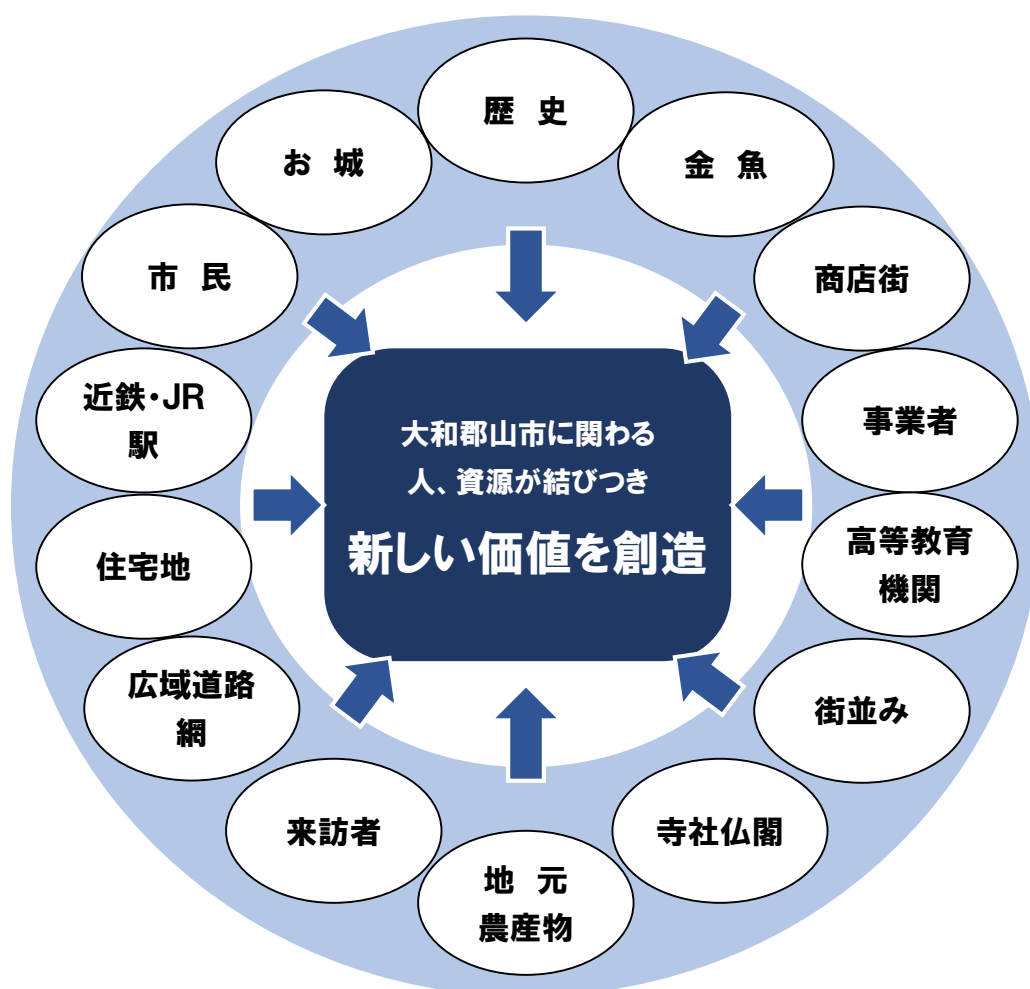 歴 史
金 魚
商店街
事業者
高等教育
機関
街並み
寺社仏閣
地 元
農産物
来訪者
広域道路
網
住宅地
近鉄・JR
駅
市 民
お 城
大和郡山市に関わる
人、資源が結びつき
新しい価値を創造